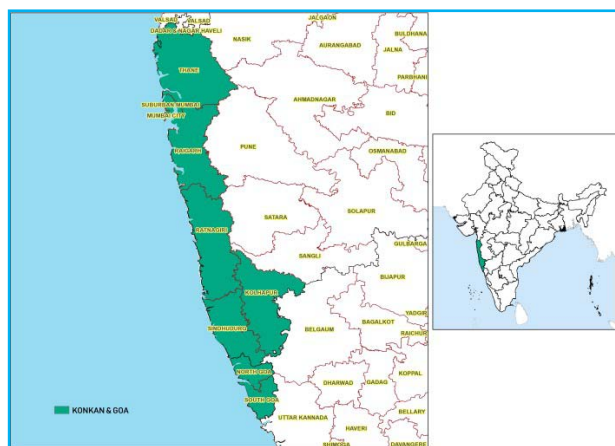 VALSAD
VALSAD
DADAR & NAGAR HAVELI
NASIK
JALGAON
AURANGABAD
BULDHANA
JALNA
PARBHANI
THANE
SUBURBAN MUMBAI
MUMBAI CITY
AHMADNAGAR
BID
RAIGARH
PUNE
OSMANABAD
RATNAGIRI
SATARA
SOLAPUR
SANGLI
GULBARGA
KOLHAPUR
BIJAPUR
SINDHUDURG
BELGAUM
BAGALKOT
YADGIR
RAICHUR
NORTH GOA
DHARWAD
GADAG
KOPPAL
SOUTH GOA
UTTAR KANNADA
HAVERI
BELLARY
SHIMOGA
DAVANGERE
KONKAN & GOA